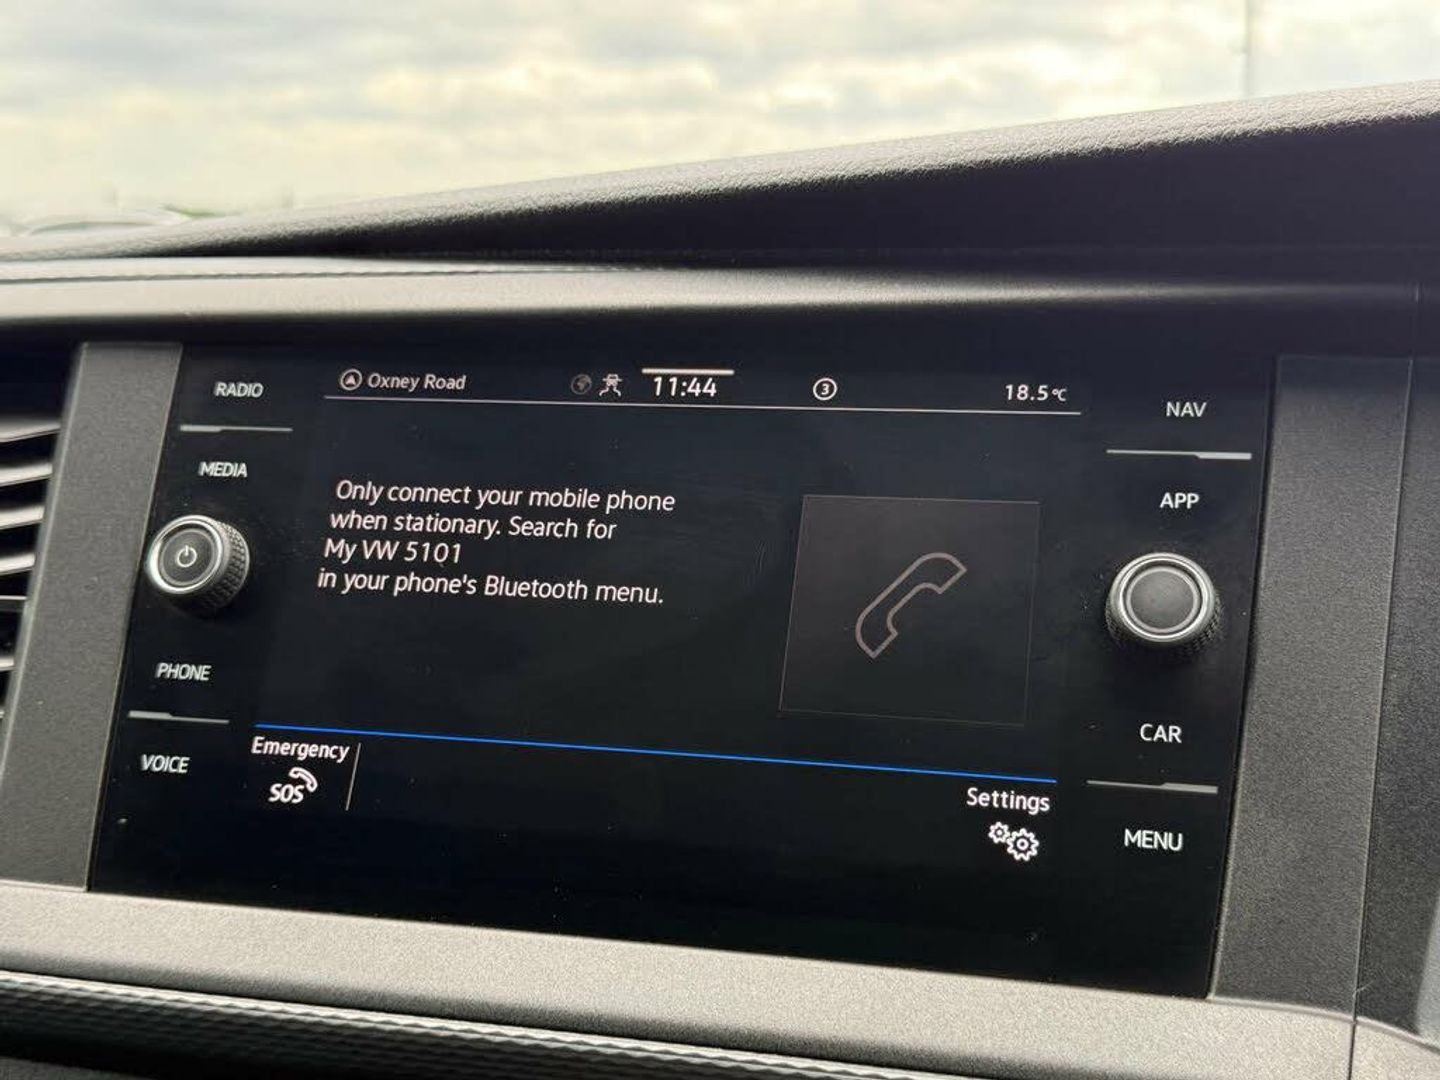 RADIO
MEDIA
PHONE
VOICE
Oxney Road
11:44
3
18.5°C
Only connect your mobile phone
when stationary. Search for
My VW 5101
in your phone's Bluetooth menu.
Emergency
SOS
Settings
NAV
APP
CAR
MENU